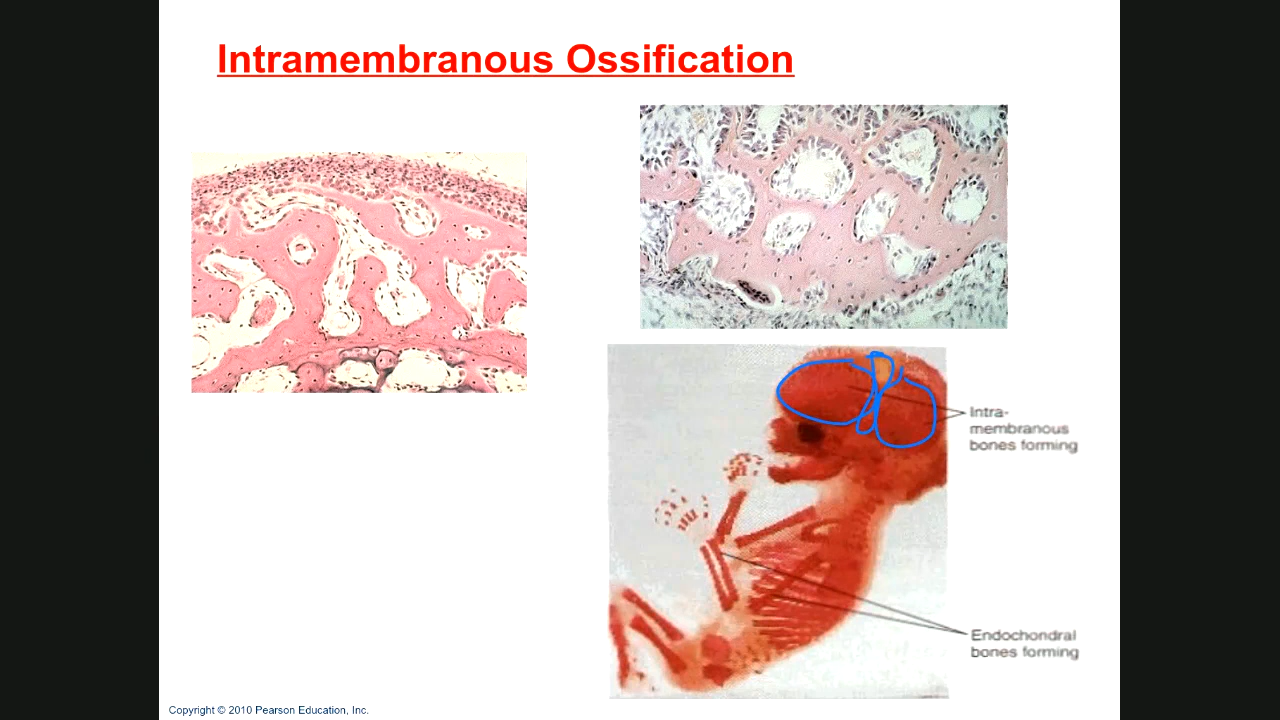 Intramembranous Ossification
Intra-
membranous
bones forming
Endochondral
bones forming
Copyright © 2010 Pearson Education, Inc.